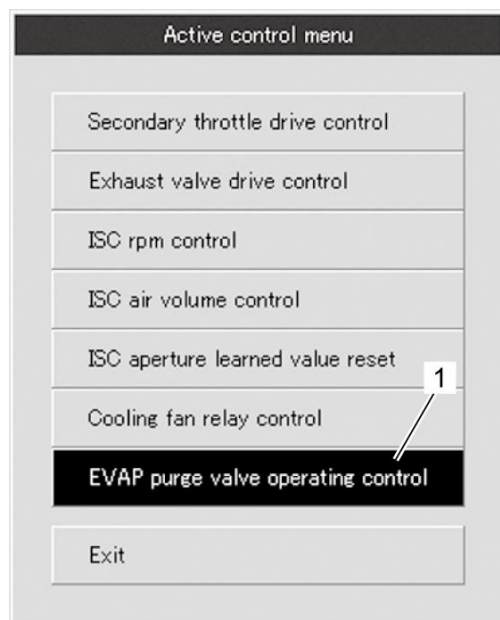 Active control menu
Secondary throttle drive control
Exhaust valve drive control
ISC rpm control
ISC air volume control
ISC aperture learned value reset
1
Cooling fan relay control
EVAP purge valve operating control
Exit